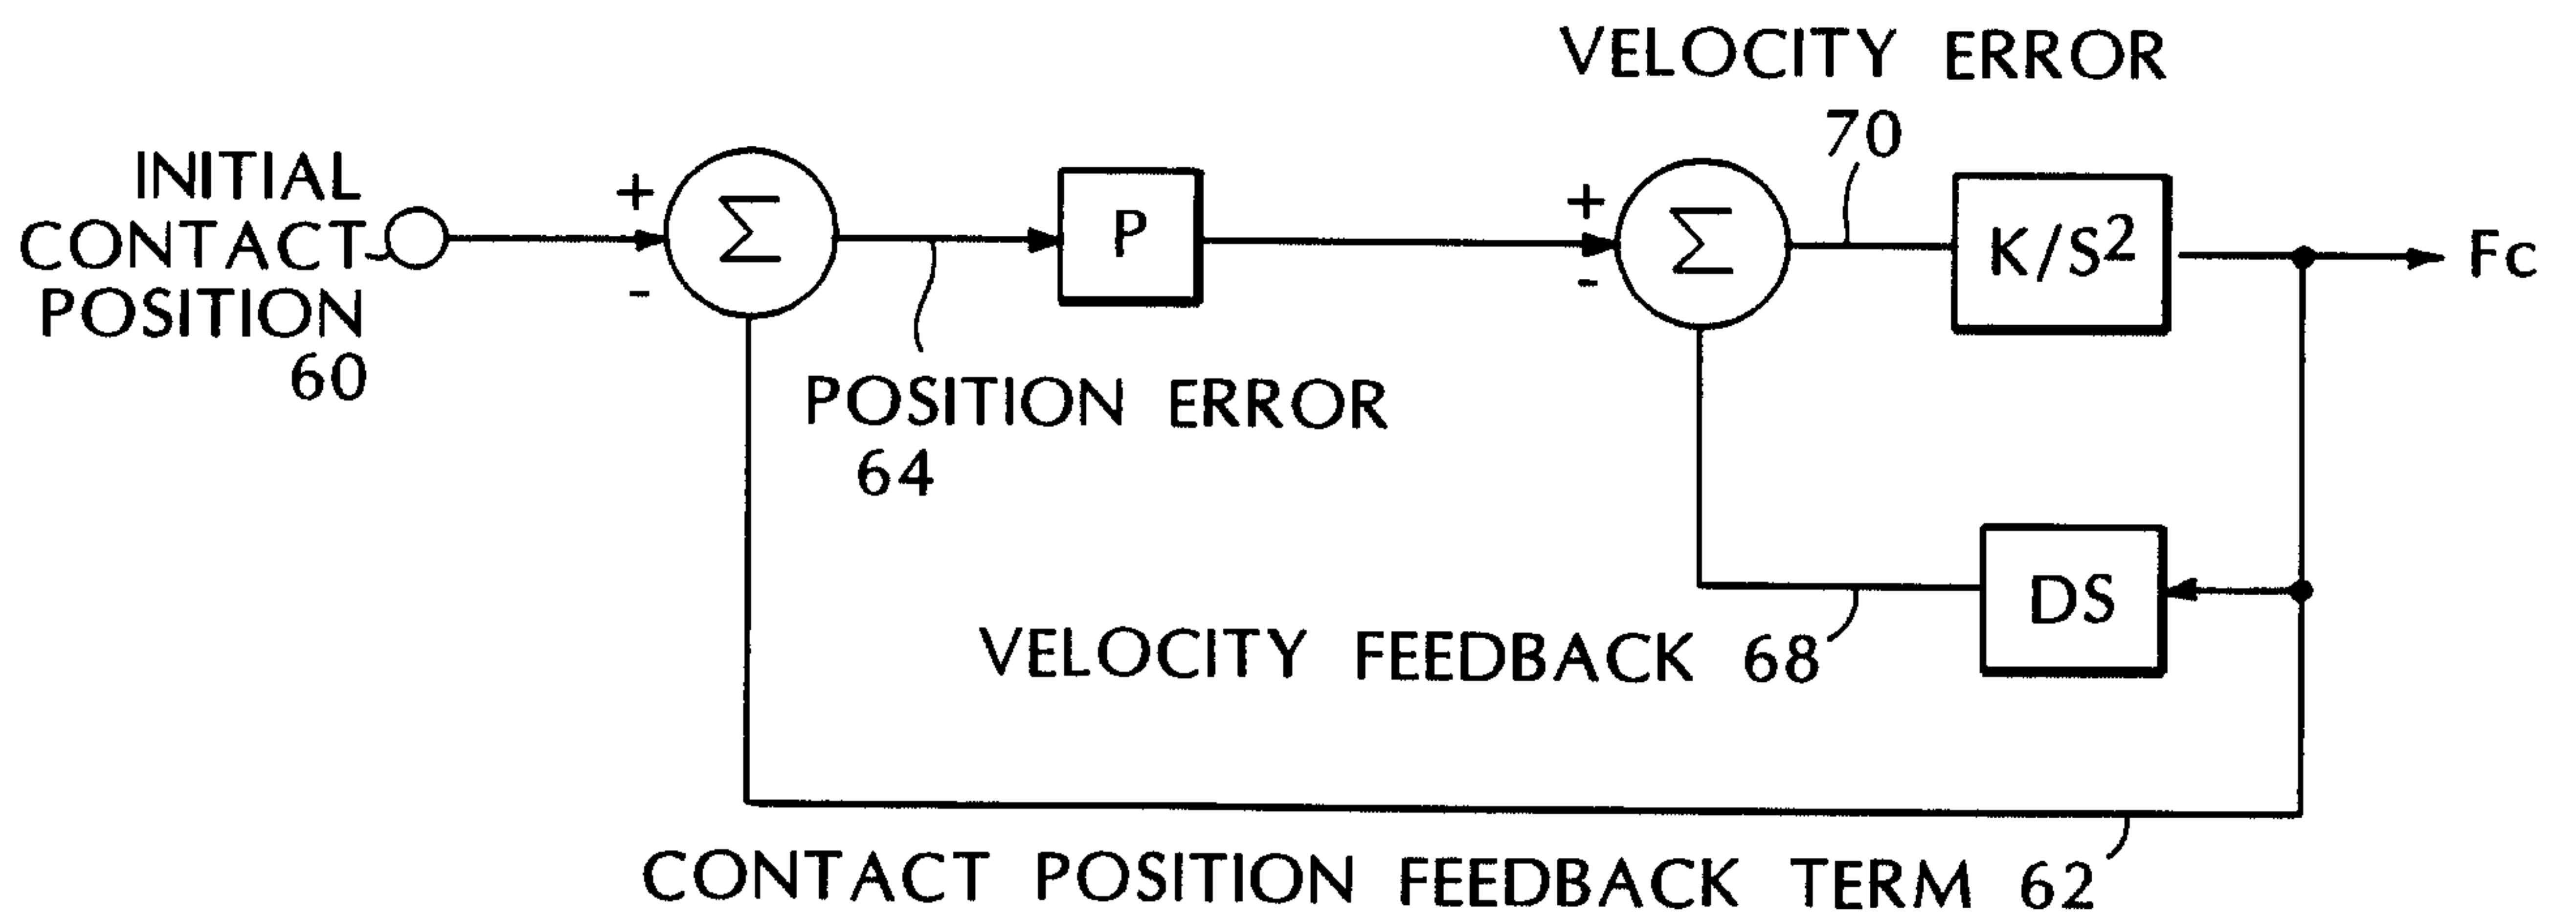 VELOCITY ERROR
70
INITIAL
CONTACT
POSITION
60
+
-
Σ
P
+
-
Σ
K/S²
Fc
POSITION ERROR
64
DS
VELOCITY FEEDBACK 68
CONTACT POSITION FEEDBACK TERM 62